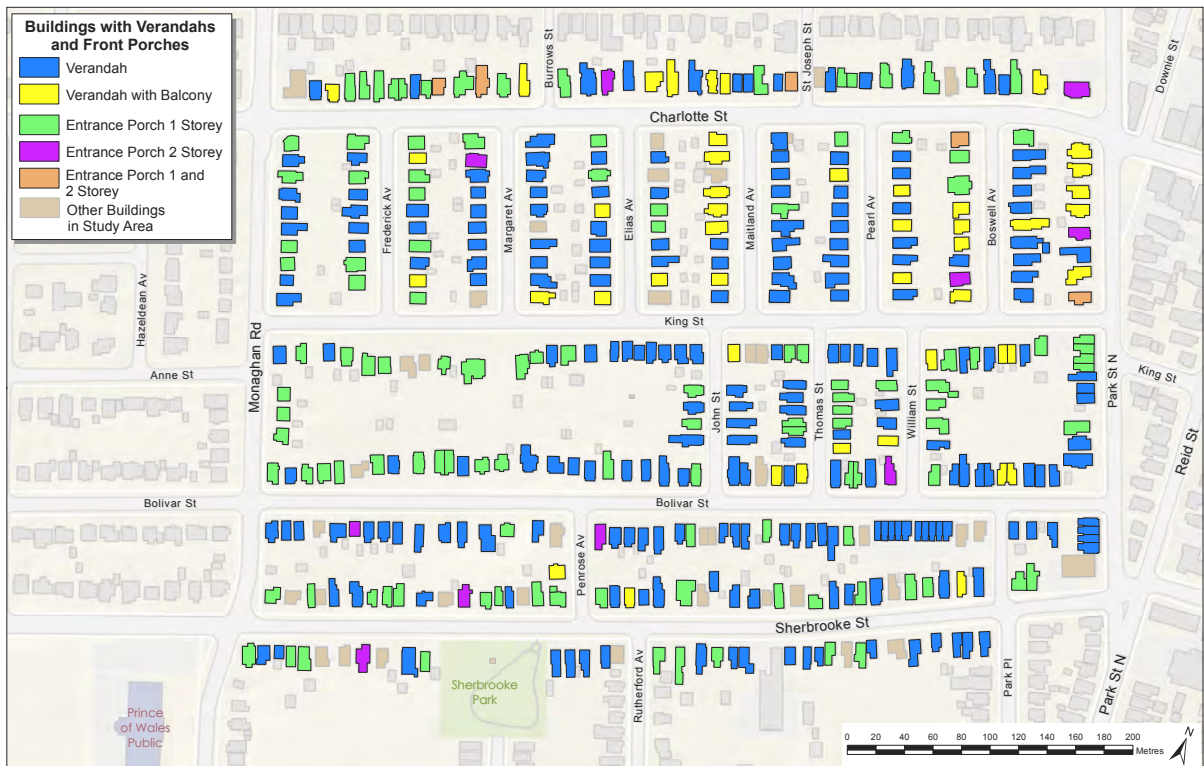 Buildings with Verandahs
and Front Porches
Verandah
Verandah with Balcony
Entrance Porch 1 Storey
Entrance Porch 2 Storey
Entrance Porch 1 and
2 Storey
Other Buildings
in Study Area
Burrows St
St Joseph St
Downie St
Charlotte St
Frederick Av
Margaret Av
Elias Av
Maitland Av
Pearl Av
Boswell Av
Hazeldean Av
Monaghan Rd
King St
Anne St
King St
Park St N
Reid St
John St
Thomas St
William St
Bolivar St
Bolivar St
Penrose Av
Sherbrooke St
Sherbrooke
Park
Rutherford Av
Park Pl
Park St N
Prince
of Wales
Public
0 20 40 60 80 100 120 140 160 180 200
Metres
N